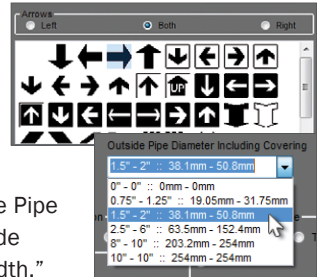 Arrows
Left Both Right
UP
Outside Pipe Diameter Including Covering
1.5" - 2" :: 38.1mm - 50.8mm
0" - 0" :: 0mm - 0mm
0.75" - 1.25" :: 19.05mm - 31.75mm
1.5" - 2" :: 38.1mm - 50.8mm
2.5" - 6" :: 63.5mm - 152.4mm
8" - 10" :: 203.2mm - 254mm
10" - 10" :: 254mm - 254mm
e Pipe
de
dth."